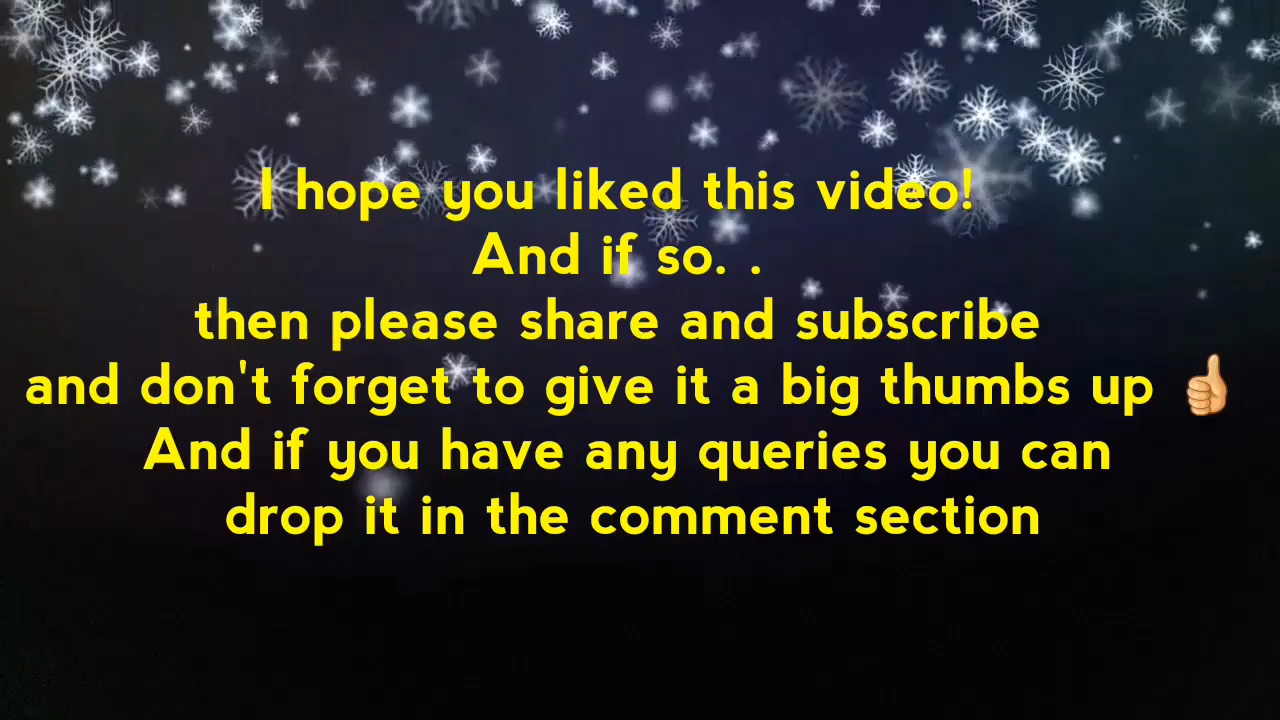 I hope you liked this video!
And if so. .
then please share and subscribe
and don't forget to give it a big thumbs up 👍
And if you have any queries you can
drop it in the comment section